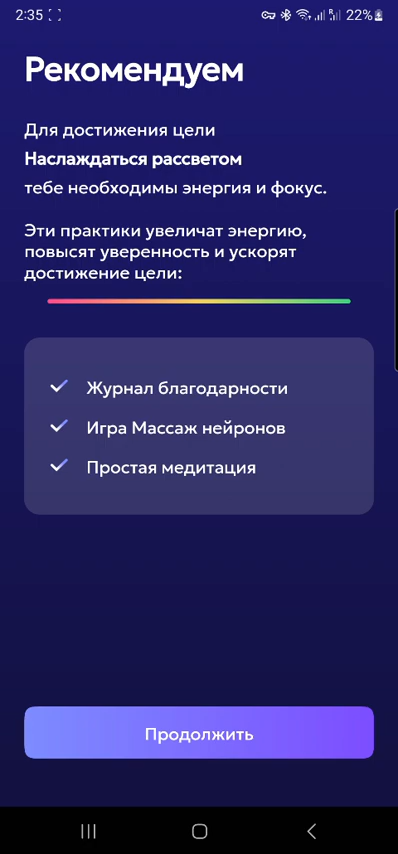 2:35
22%
Рекомендуем
Для достижения цели
Наслаждаться рассветом
тебе необходимы энергия и фокус.
Эти практики увеличат энергию,
повысят уверенность и ускорят
достижение цели:
Журнал благодарности
Игра Массаж нейронов
Простая медитация
Продолжить